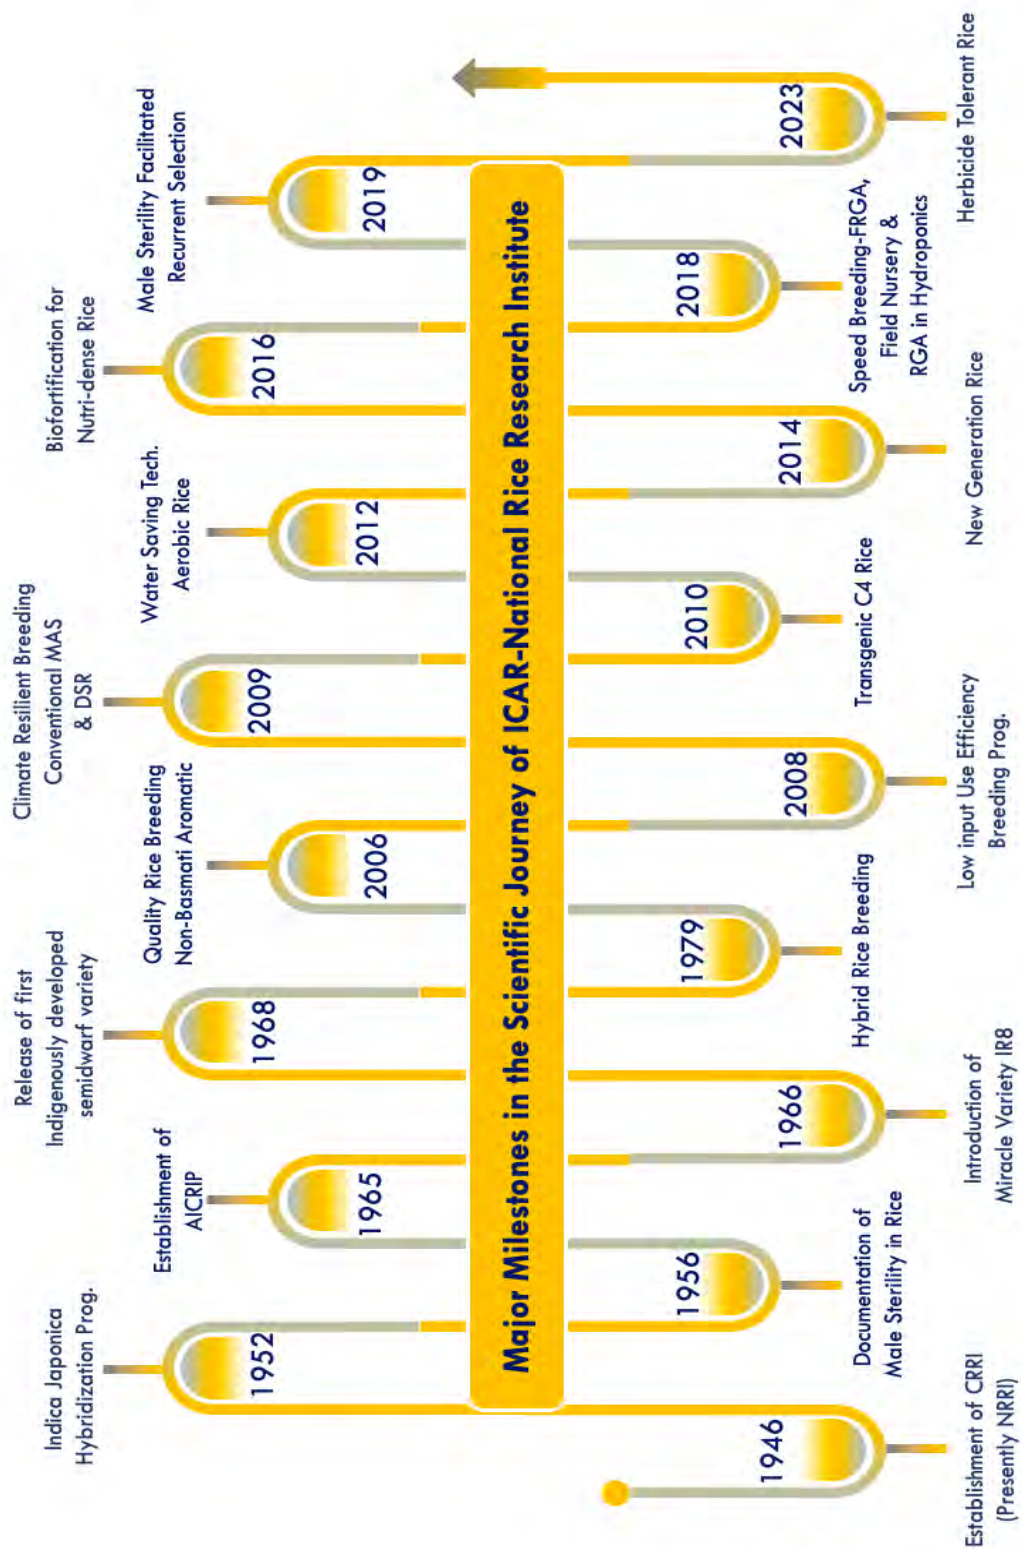 Major Milestones in the Scientific Journey of ICAR-National Rice Research Institute
1946
Establishment of CRRI
(Presently NRRI)
1952
Indica Japonica
Hybridization Prog.
1956
Documentation of
Male Sterility in Rice
1965
Establishment of
AICRIP
1966
Introduction of
Miracle Variety IR8
1968
Release of first
Indigenously developed
semidwarf variety
1979
Hybrid Rice Breeding
2006
Quality Rice Breeding
Non-Basmati Aromatic
2008
Low input Use Efficiency
Breeding Prog.
2009
Climate Resilient Breeding
Conventional MAS
& DSR
2010
Transgenic C4 Rice
2012
Water Saving Tech.
Aerobic Rice
2014
New Generation Rice
2016
Biofortification for
Nutri-dense Rice
2018
Speed Breeding-FRGA,
Field Nursery &
RGA in Hydroponics
2019
Male Sterility Facilitated
Recurrent Selection
2023
Herbicide Tolerant Rice